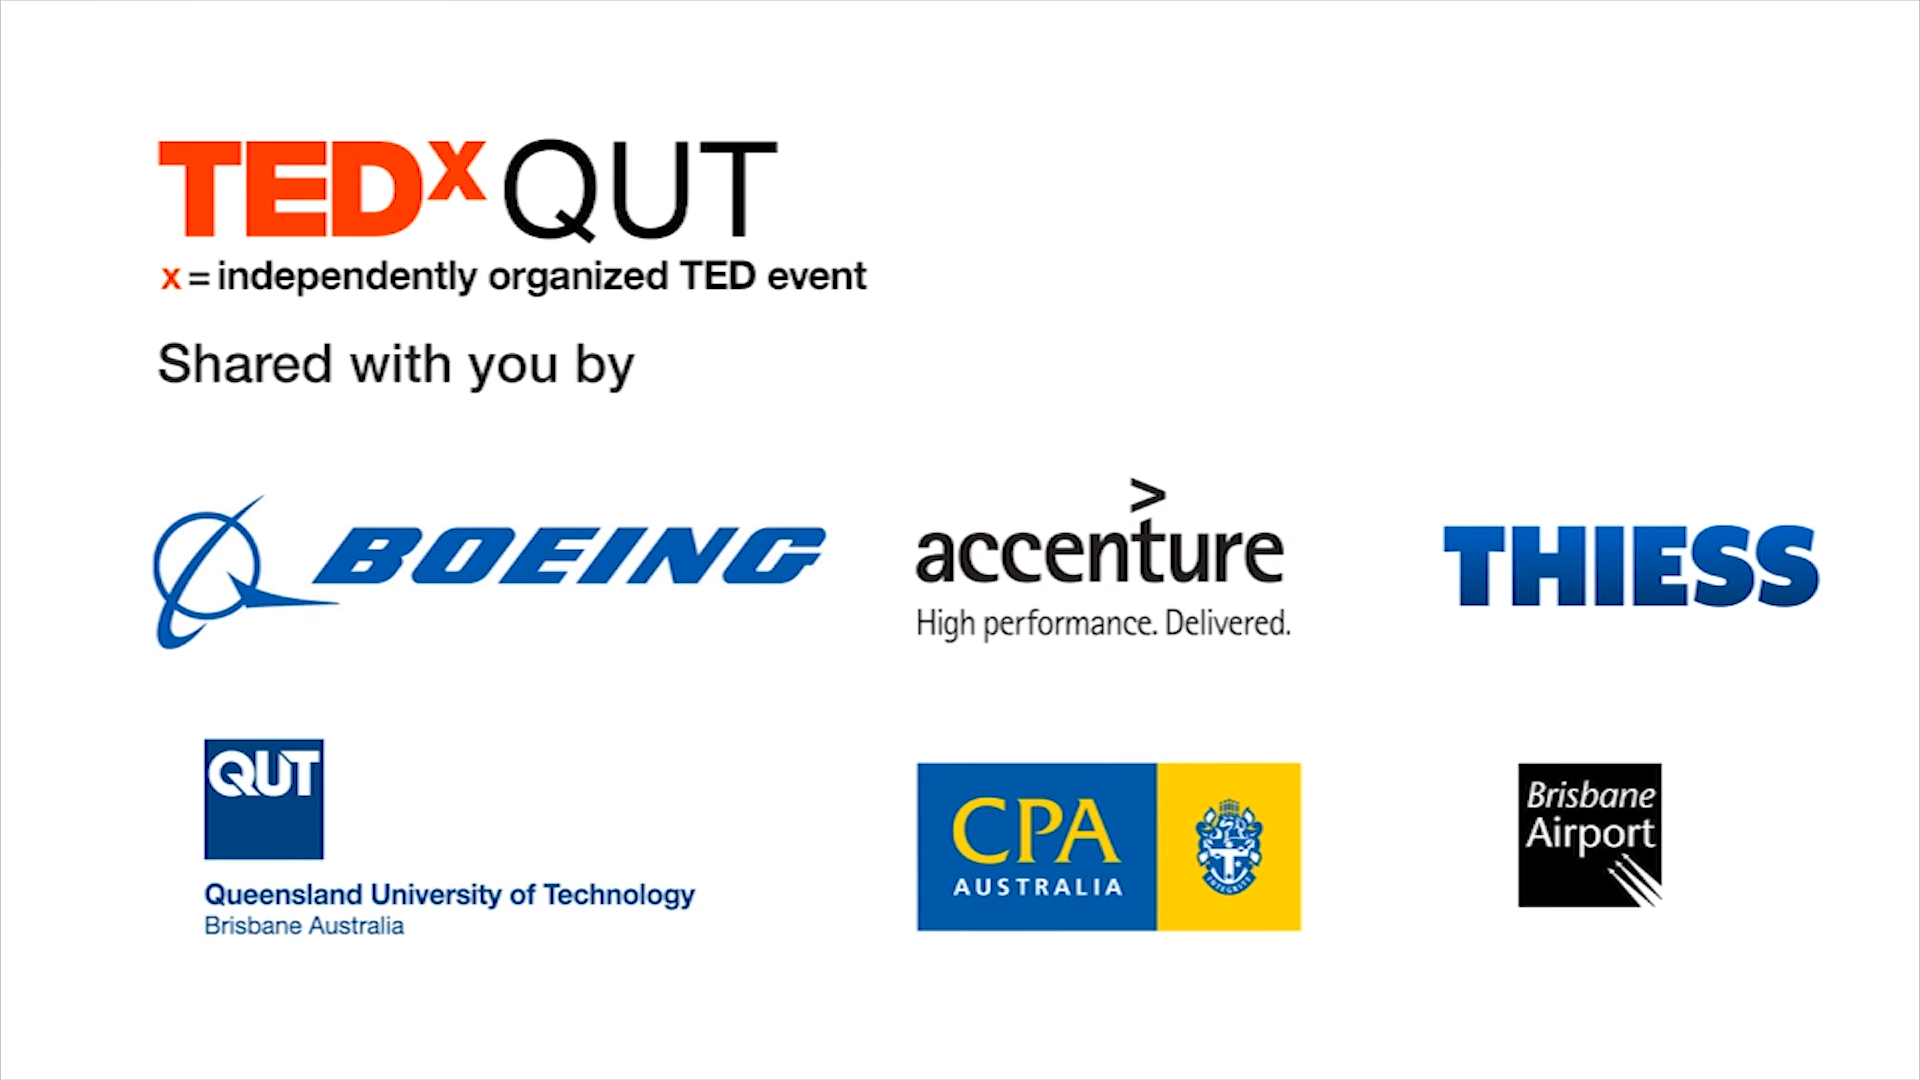 TEDx QUT
x = independently organized TED event
Shared with you by
BOEING
>
accenture
High performance. Delivered.
THIESS
QUT
Queensland University of Technology
Brisbane Australia
CPA
AUSTRALIA
INTEGRITY
Brisbane
Airport